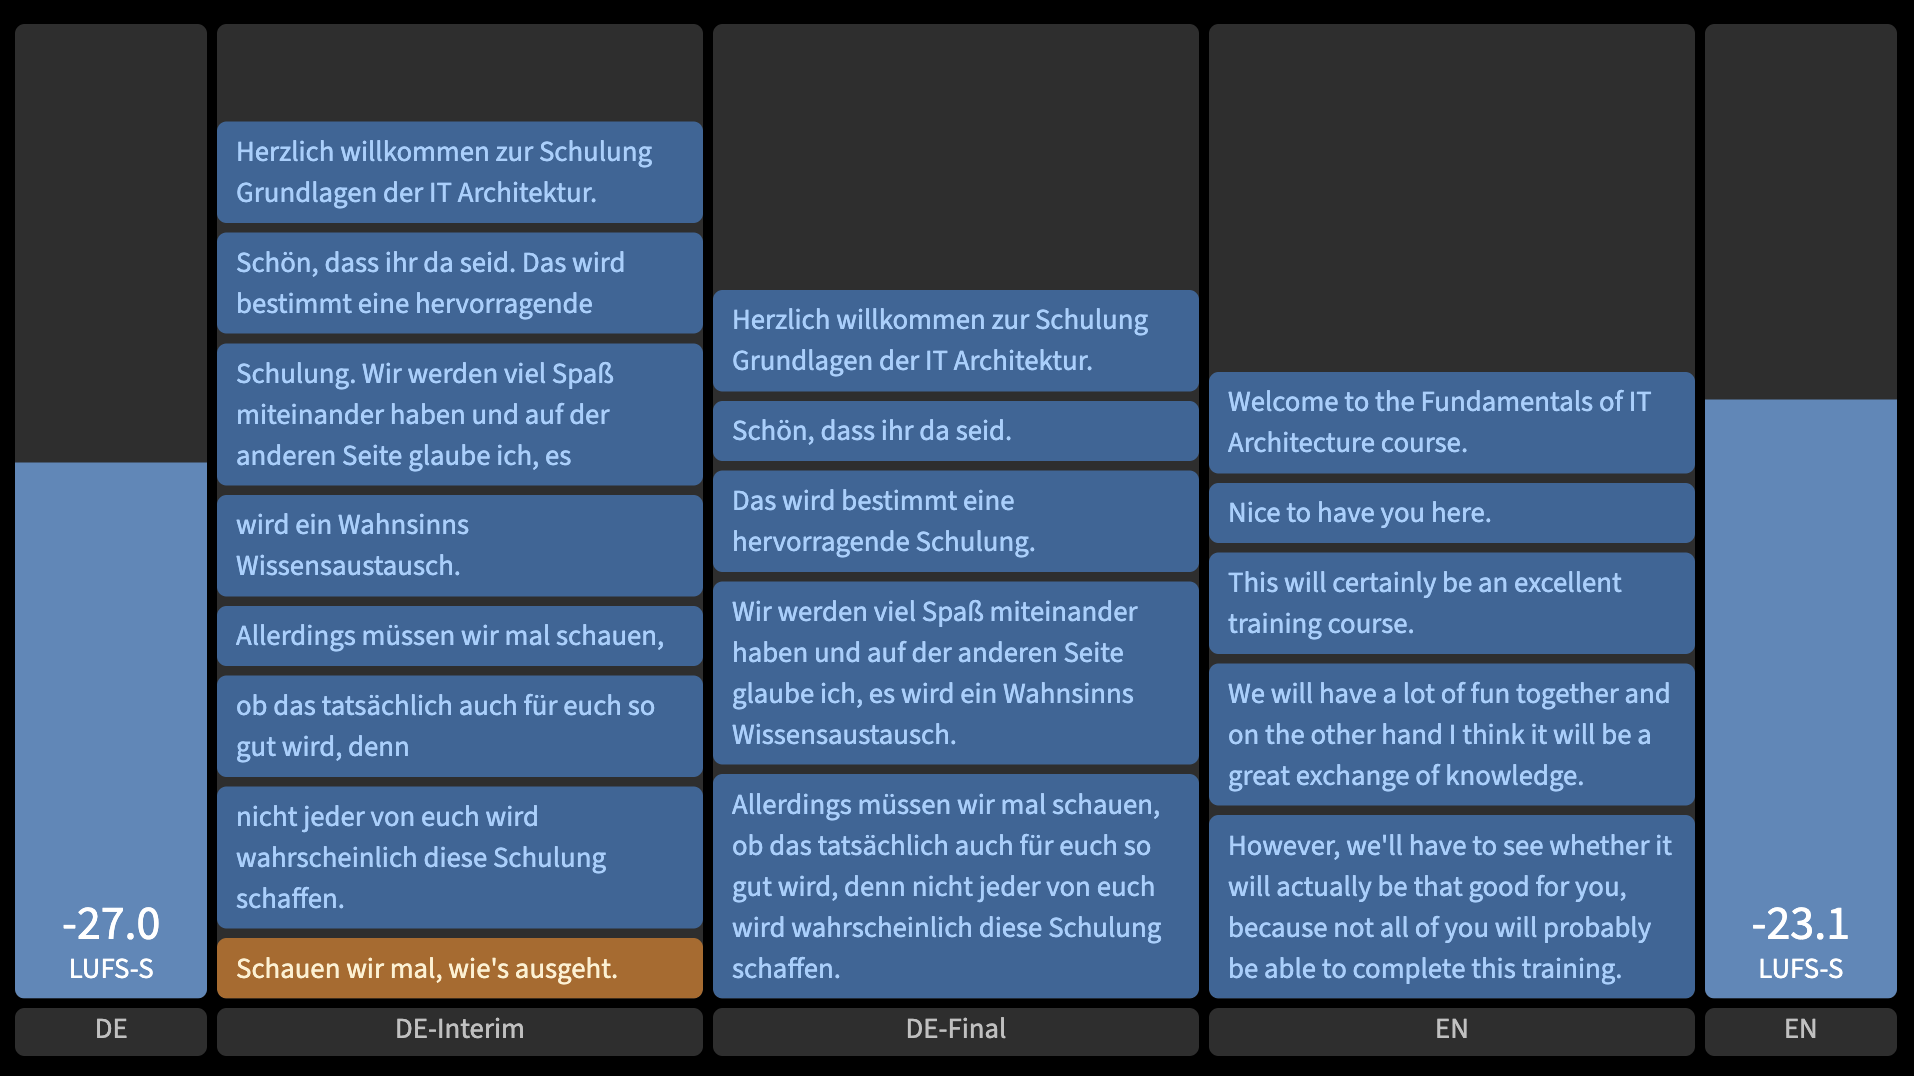 -27.0
LUFS-S
DE
Herzlich willkommen zur Schulung
Grundlagen der IT Architektur.
Schön, dass ihr da seid. Das wird
bestimmt eine hervorragende
Schulung. Wir werden viel Spaß
miteinander haben und auf der
anderen Seite glaube ich, es
wird ein Wahnsinns
Wissensaustausch.
Allerdings müssen wir mal schauen,
ob das tatsächlich auch für euch so
gut wird, denn
nicht jeder von euch wird
wahrscheinlich diese Schulung
schaffen.
Schauen wir mal, wie's ausgeht.
DE-Interim
Herzlich willkommen zur Schulung
Grundlagen der IT Architektur.
Schön, dass ihr da seid.
Das wird bestimmt eine
hervorragende Schulung.
Wir werden viel Spaß miteinander
haben und auf der anderen Seite
glaube ich, es wird ein Wahnsinns
Wissensaustausch.
Allerdings müssen wir mal schauen,
ob das tatsächlich auch für euch so
gut wird, denn nicht jeder von euch
wird wahrscheinlich diese Schulung
schaffen.
DE-Final
Welcome to the Fundamentals of IT
Architecture course.
Nice to have you here.
This will certainly be an excellent
training course.
We will have a lot of fun together and
on the other hand I think it will be a
great exchange of knowledge.
However, we'll have to see whether it
will actually be that good for you,
because not all of you will probably
be able to complete this training.
EN
-23.1
LUFS-S
EN